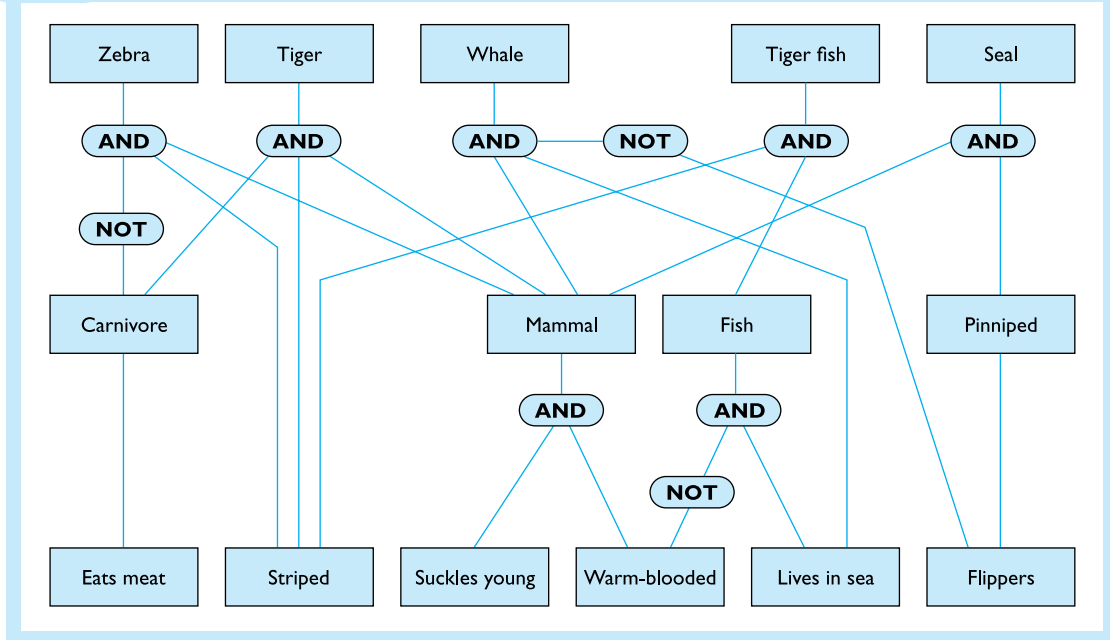 Zebra
Tiger
Whale
Tiger fish
Seal
AND
AND
AND
NOT
AND
AND
NOT
Carnivore
Mammal
Fish
Pinniped
AND
AND
NOT
Eats meat
Striped
Suckles young
Warm-blooded
Lives in sea
Flippers